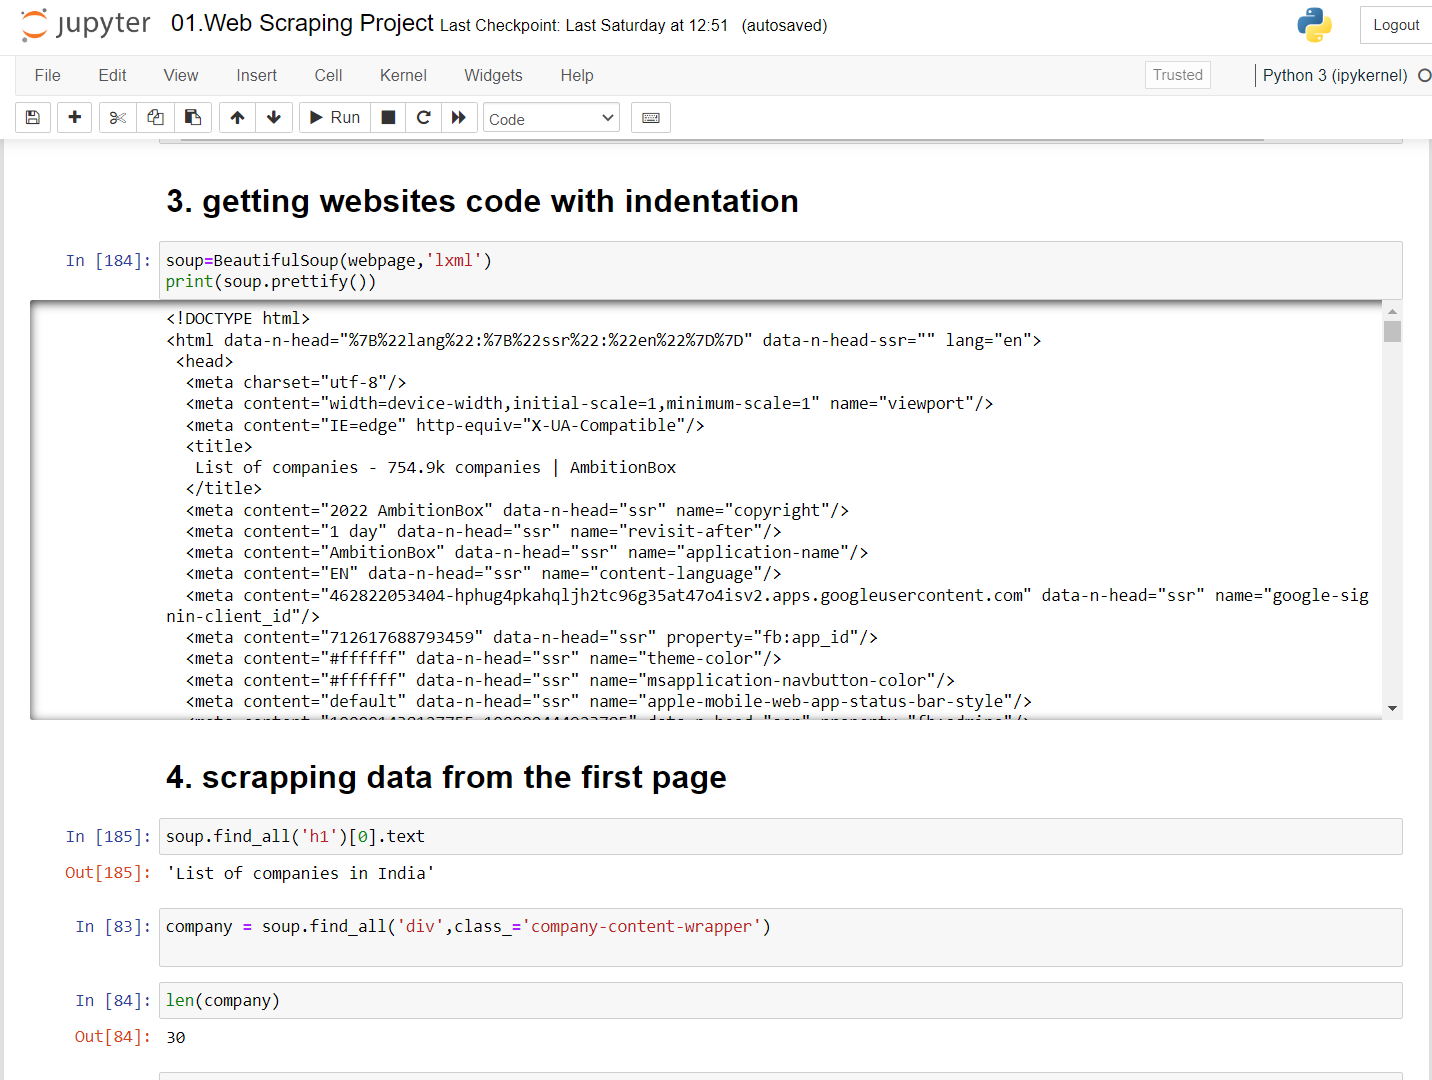 jupyter 01.Web Scraping Project Last Checkpoint: Last Saturday at 12:51 (autosaved) Logout
File Edit View Insert Cell Kernel Widgets Help Trusted Python 3 (ipykernel)
Run Code
3. getting websites code with indentation
In [184]: soup=BeautifulSoup(webpage,'lxml')
print(soup.prettify())
<!DOCTYPE html>
<html data-n-head="%7B%22lang%22:%7B%22ssr%22:%22en%22%7D%7D" data-n-head-ssr="" lang="en">
<head>
<meta charset="utf-8"/>
<meta content="width=device-width,initial-scale=1,minimum-scale=1" name="viewport"/>
<meta content="IE=edge" http-equiv="X-UA-Compatible"/>
<title>
List of companies - 754.9k companies | AmbitionBox
</title>
<meta content="2022 AmbitionBox" data-n-head="ssr" name="copyright"/>
<meta content="1 day" data-n-head="ssr" name="revisit-after"/>
<meta content="AmbitionBox" data-n-head="ssr" name="application-name"/>
<meta content="EN" data-n-head="ssr" name="content-language"/>
<meta content="462822053404-hphug4pkahqljh2tc96g35at47o4isv2.apps.googleusercontent.com" data-n-head="ssr" name="google-sig
nin-client_id"/>
<meta content="712617688793459" data-n-head="ssr" property="fb:app_id"/>
<meta content="#ffffff" data-n-head="ssr" name="theme-color"/>
<meta content="#ffffff" data-n-head="ssr" name="msapplication-navbutton-color"/>
<meta content="default" data-n-head="ssr" name="apple-mobile-web-app-status-bar-style"/>
4. scrapping data from the first page
In [185]: soup.find_all('h1')[0].text
Out[185]: 'List of companies in India'
In [83]: company = soup.find_all('div',class_='company-content-wrapper')
In [84]: len(company)
Out[84]: 30